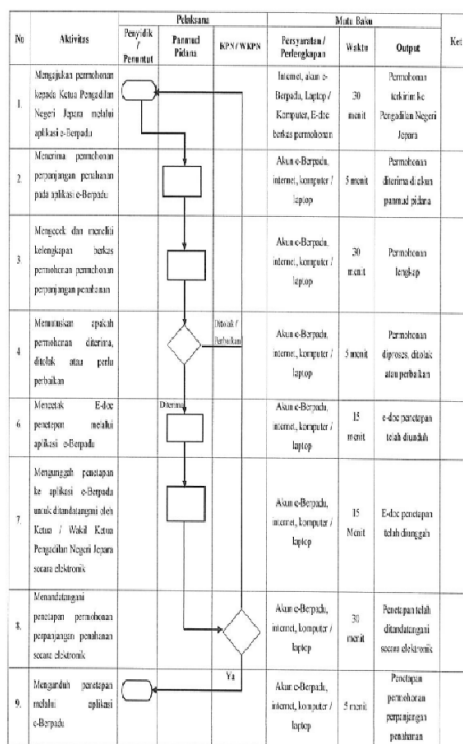 Pelaksana
Mutu Baku
No
Aktivitas
Penyidik
/
Penuntut
Panmud
Pidana
KPN / WKPN
Persyaratan /
Perlengkapan
Waktu
Output
Ket
1.
Mengajukan permohonan
kepada Ketua Pengadilan
Negeri Jepara melalui
aplikasi e-Berpadu
Internet, akun e-
Berpadu, Laptop /
Komputer, E-doc
berkas permohonan
30
menit
Permohonan
terkirim ke
Pengadilan Negeri
Jepara
2.
Menerima permohonan
perpanjangan penahanan
pada aplikasi e-Berpadu
Akun e-Berpadu,
internet, komputer /
laptop
5 menit
Permohonan
diterima di akun
panmud pidana
3.
Mengecek dan meneliti
kelengkapan berkas
permohonan permohonan
perpanjangan penahanan
Akun e-Berpadu,
internet, komputer /
laptop
30
menit
Permohonan
lengkap
4.
Memutuskan apakah
permohonan diterima,
ditolak atau perlu
perbaikan
Ditolak /
Perbaikan
Akun e-Berpadu,
internet, komputer /
laptop
5 menit
Permohonan
diproses, ditolak
atau perbaikan
6.
Mencetak E-doc
penetapan melalui
aplikasi e-Berpadu
Diterima
Akun e-Berpadu,
internet, komputer /
laptop
15
menit
e-doc penetapan
telah diunduh
7.
Mengunggah penetapan
ke aplikasi e-Berpadu
untuk ditandatangani oleh
Ketua / Wakil Ketua
Pengadilan Negeri Jepara
secara elektronik
Akun e-Berpadu,
internet, komputer /
laptop
15
Menit
E-doc penetapan
telah diunggah
8.
Menandatangani
penetapan permohonan
perpanjangan penahanan
secara elektronik
Akun e-Berpadu,
internet, komputer /
laptop
30
menit
Penetapan telah
ditandatangani
secara elektronik
Ya
9.
Mengunduh penetapan
melalui aplikasi
e-Berpadu
Akun e-Berpadu,
internet, komputer /
laptop
5 menit
Penetapan
permohonan
perpanjangan
penahanan